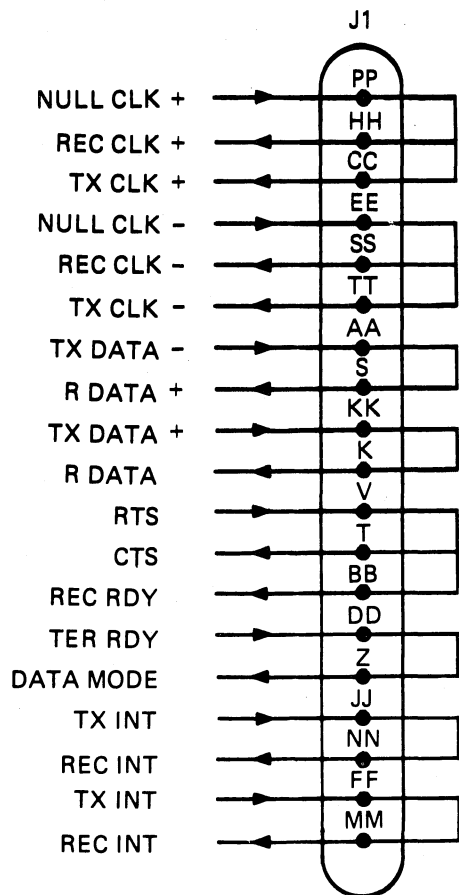 J1
PP
NULL CLK +
HH
REC CLK +
CC
TX CLK +
EE
NULL CLK -
SS
REC CLK -
TT
TX CLK -
AA
TX DATA -
S
R DATA +
KK
TX DATA +
K
R DATA
V
RTS
T
CTS
BB
REC RDY
DD
TER RDY
Z
DATA MODE
JJ
TX INT
NN
REC INT
FF
TX INT
MM
REC INT